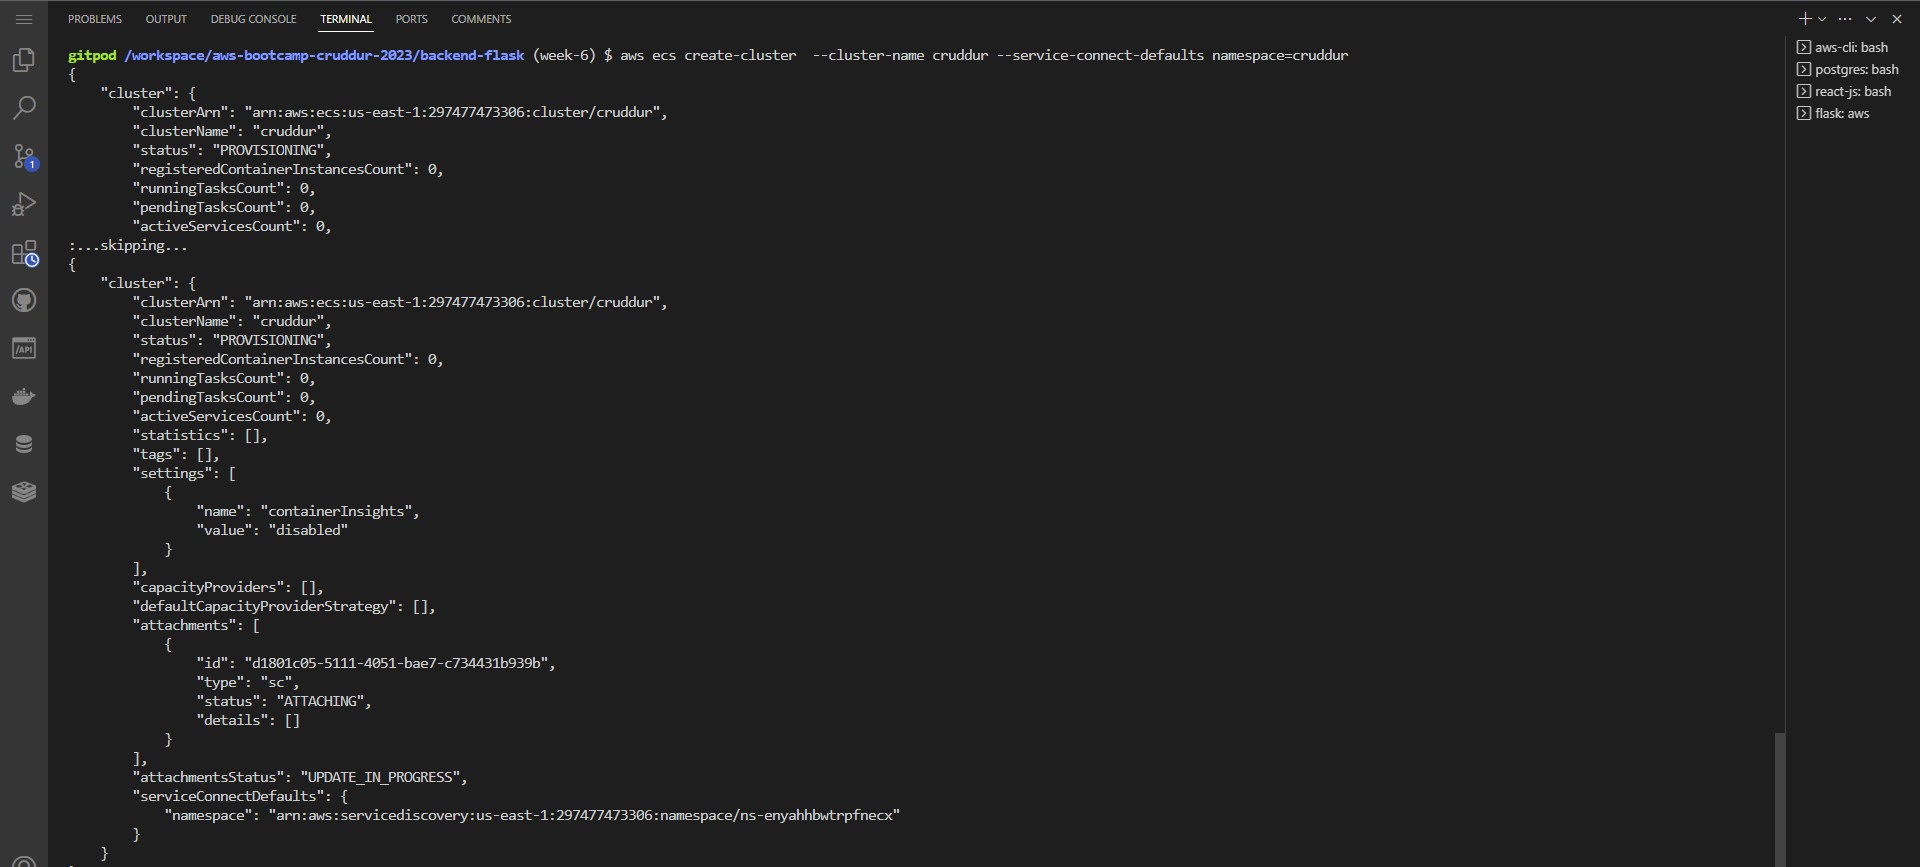 PROBLEMS OUTPUT DEBUG CONSOLE TERMINAL PORTS COMMENTS
gitpod /workspace/aws-bootcamp-cruddur-2023/backend-flask (week-6) $ aws ecs create-cluster  --cluster-name cruddur --service-connect-defaults namespace=cruddur
{
    "cluster": {
        "clusterArn": "arn:aws:ecs:us-east-1:297477473306:cluster/cruddur",
        "clusterName": "cruddur",
        "status": "PROVISIONING",
        "registeredContainerInstancesCount": 0,
        "runningTasksCount": 0,
        "pendingTasksCount": 0,
        "activeServicesCount": 0,
:...skipping...
{
    "cluster": {
        "clusterArn": "arn:aws:ecs:us-east-1:297477473306:cluster/cruddur",
        "clusterName": "cruddur",
        "status": "PROVISIONING",
        "registeredContainerInstancesCount": 0,
        "runningTasksCount": 0,
        "pendingTasksCount": 0,
        "activeServicesCount": 0,
        "statistics": [],
        "tags": [],
        "settings": [
            {
                "name": "containerInsights",
                "value": "disabled"
            }
        ],
        "capacityProviders": [],
        "defaultCapacityProviderStrategy": [],
        "attachments": [
            {
                "id": "d1801c05-5111-4051-bae7-c734431b939b",
                "type": "sc",
                "status": "ATTACHING",
                "details": []
            }
        ],
        "attachmentsStatus": "UPDATE_IN_PROGRESS",
        "serviceConnectDefaults": {
            "namespace": "arn:aws:servicediscovery:us-east-1:297477473306:namespace/ns-enyahhbwtrpfnecx"
        }
    }
aws-cli: bash
postgres: bash
react-js: bash
flask: aws
1
/API